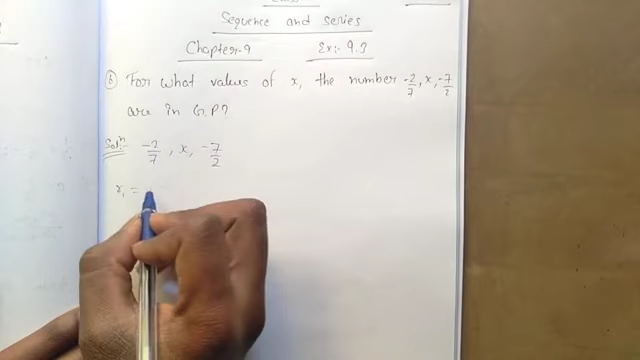 Sequence and series
Chapter-9 Ex:- 9.3
⑥ For what values of x, the number -2/7, x, -7/2
are in G.P?
Solⁿ:- -2/7, x, -7/2
r₁ =